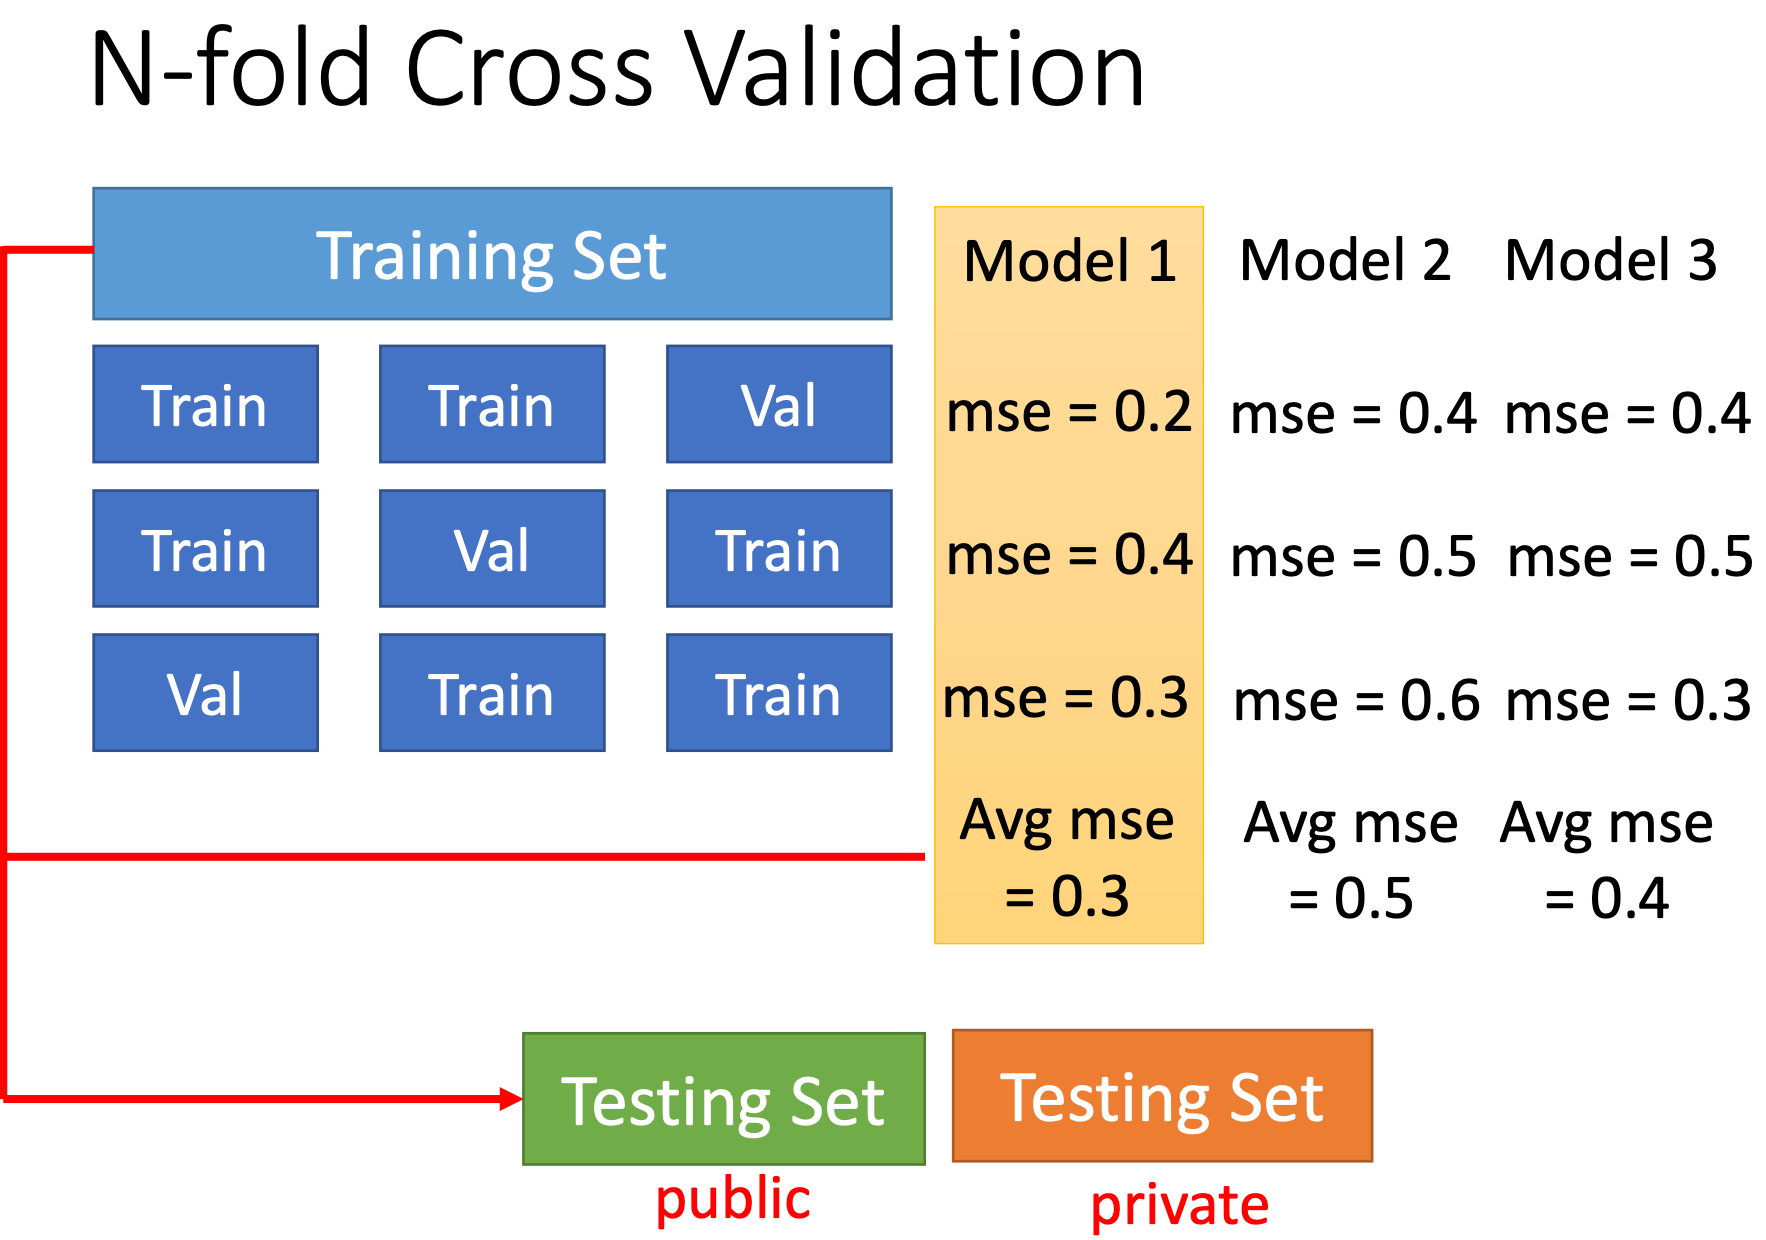 N-fold Cross Validation
Training Set
Model 1
Model 2
Model 3
Train
Train
Val
mse = 0.2
mse = 0.4
mse = 0.4
Train
Val
Train
mse = 0.4
mse = 0.5
mse = 0.5
Val
Train
Train
mse = 0.3
mse = 0.6
mse = 0.3
Avg mse
= 0.3
Avg mse
= 0.5
Avg mse
= 0.4
Testing Set
Testing Set
public
private